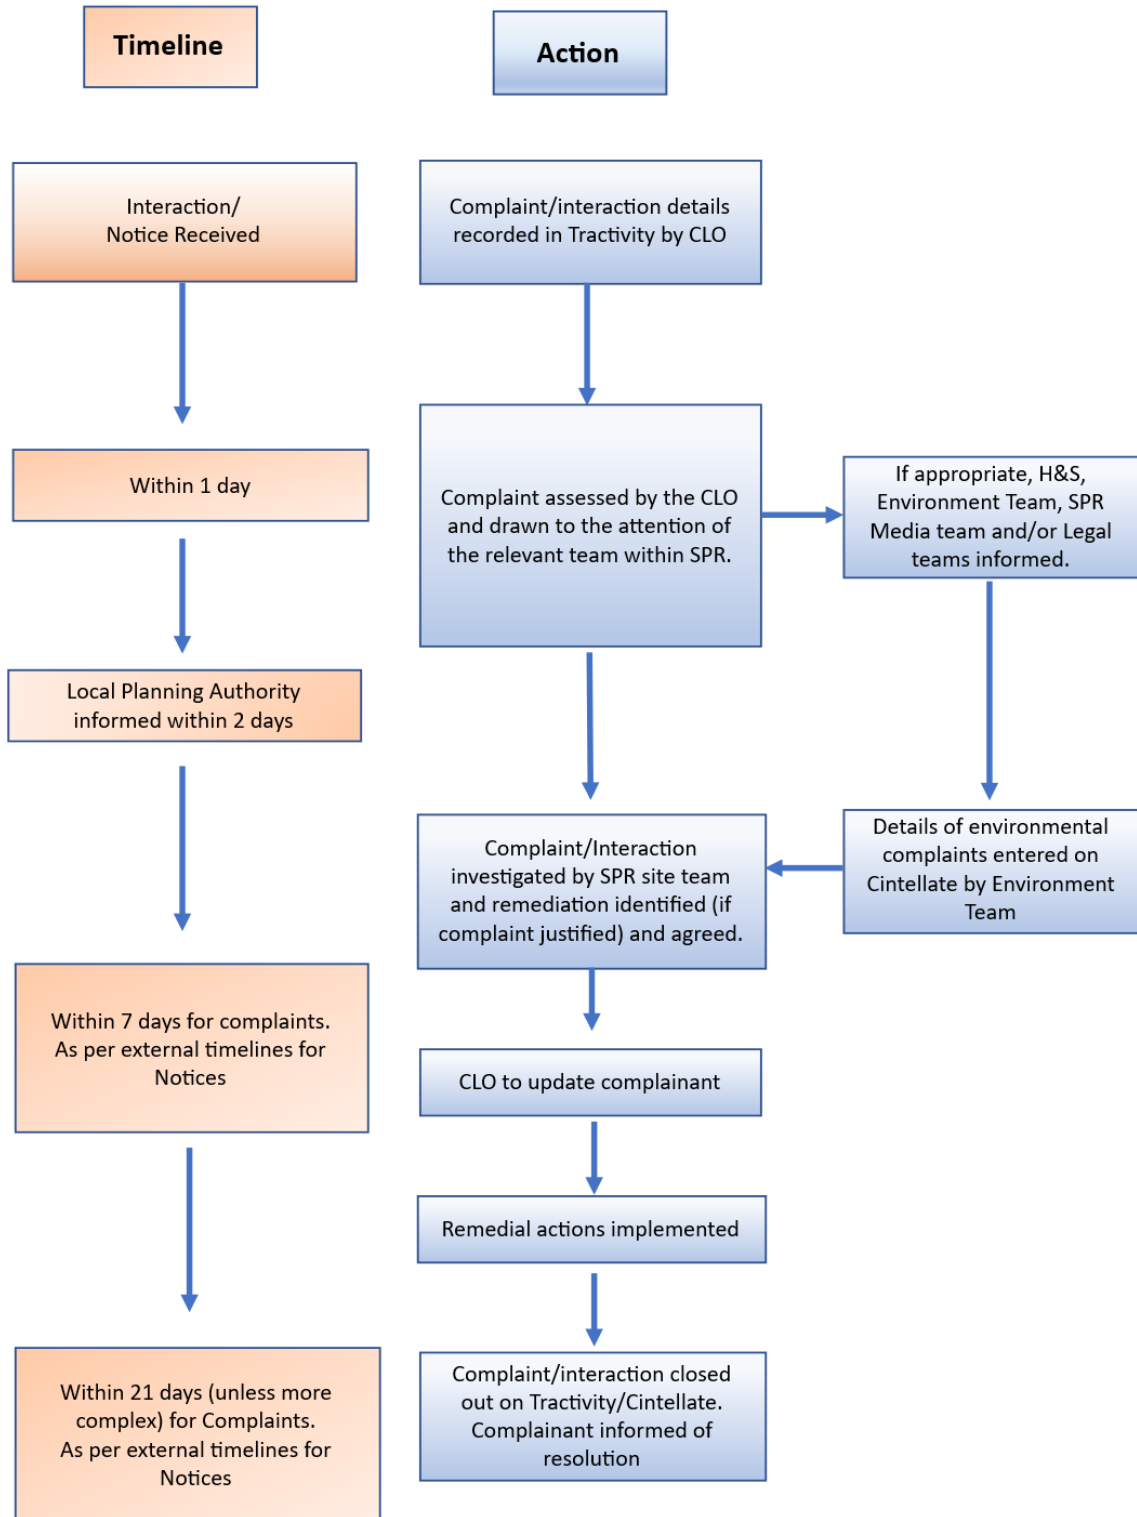 Timeline
Action
Interaction/
Notice Received
Complaint/interaction details
recorded in Tractivity by CLO
Within 1 day
Complaint assessed by the CLO
and drawn to the attention of
the relevant team within SPR.
If appropriate, H&S,
Environment Team, SPR
Media team and/or Legal
teams informed.
Local Planning Authority
informed within 2 days
Complaint/Interaction
investigated by SPR site team
and remediation identified (if
complaint justified) and agreed.
Details of environmental
complaints entered on
Cintellate by Environment
Team
Within 7 days for complaints.
As per external timelines for
Notices
CLO to update complainant
Remedial actions implemented
Within 21 days (unless more
complex) for Complaints.
As per external timelines for
Notices
Complaint/interaction closed
out on Tractivity/Cintellate.
Complainant informed of
resolution